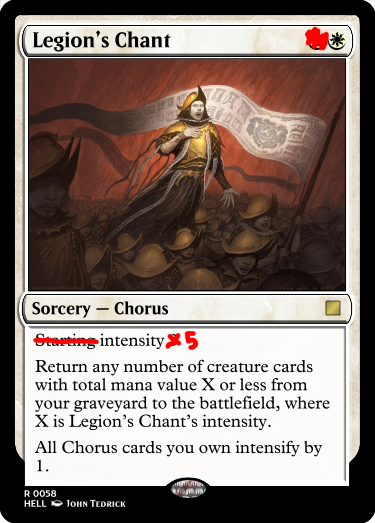 Legion's Chant
Sorcery — Chorus
Starting intensity 5
Return any number of creature cards
with total mana value X or less from
your graveyard to the battlefield, where
X is Legion's Chant's intensity.
All Chorus cards you own intensify by
1.
R 0058
HELL JOHN TEDRICK